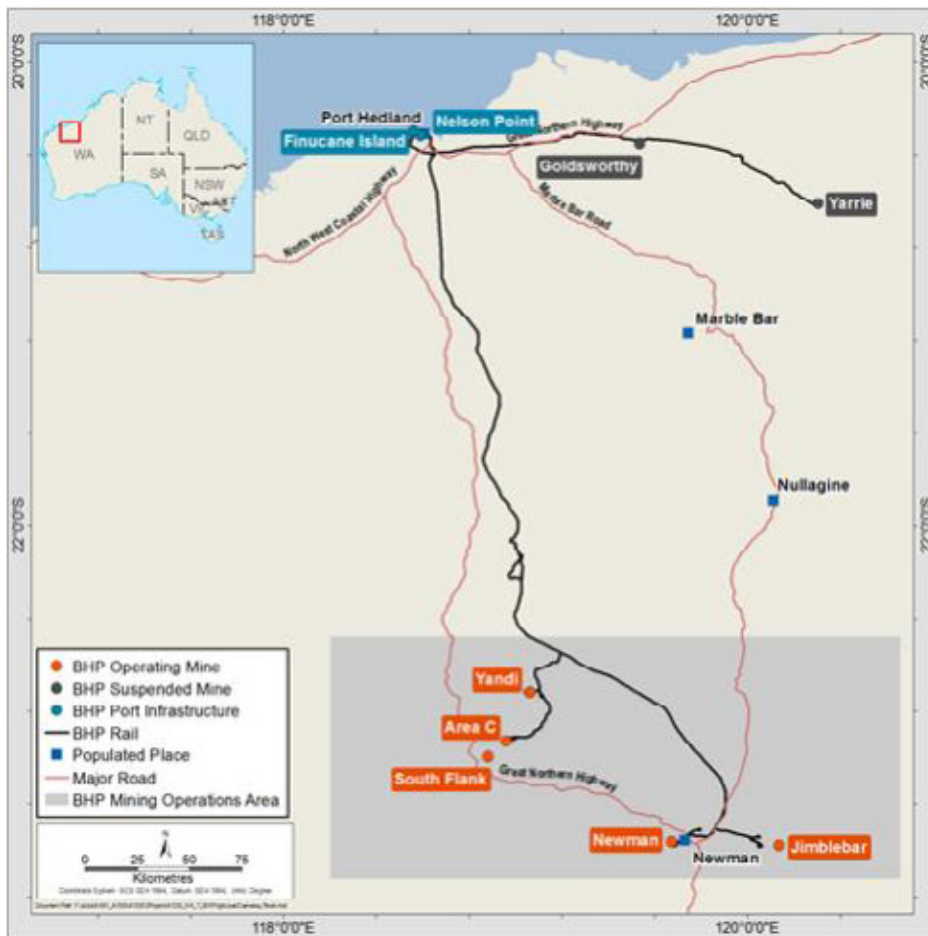 118°0'0"E
120°0'0"E
20°0'0"S
20°0'0"S
NT
QLD
WA
SA
NSW
TAS
Port Hedland
Nelson Point
Finucane Island
Great Northern Highway
Goldsworthy
Yarrie
North West Coastal Highway
Marble Bar Road
Marble Bar
Nullagine
22°0'0"S
22°0'0"S
Yandi
Area C
South Flank
Great Northern Highway
Newman
Newman
Jimblebar
BHP Operating Mine
BHP Suspended Mine
BHP Port Infrastructure
BHP Rail
Populated Place
Major Road
BHP Mining Operations Area
N
0 25 50 75
Kilometres
118°0'0"E
120°0'0"E